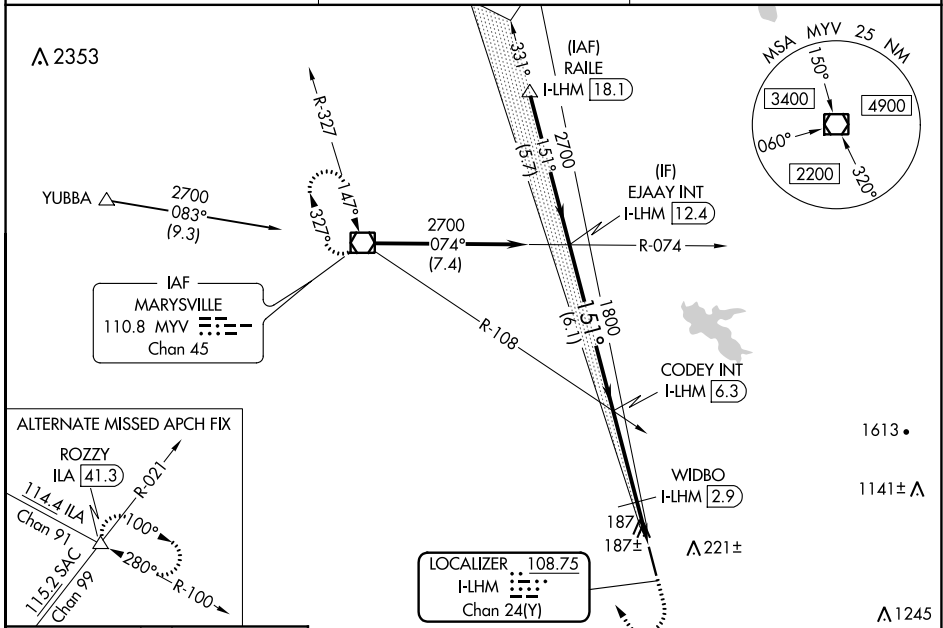 2353
(IAF)
RAILE
I-LHM 18.1
331°
2700
151°
(5.7)
MSA MYV 25 NM
150°
3400
4900
060°
2200
320°
R-327
147°
327°
YUBBA
2700
083°
(9.3)
2700
074°
(7.4)
(IF)
EJAAY INT
I-LHM 12.4
R-074
IAF
MARYSVILLE
110.8 MYV
Chan 45
R-108
1800
151°
(6.1)
CODEY INT
I-LHM 6.3
1613
1141±
WIDBO
I-LHM 2.9
187
187±
221±
ALTERNATE MISSED APCH FIX
ROZZY
ILA 41.3
R-021
114.4 ILA
Chan 91
100°
280°
R-100
115.2 SAC
Chan 99
LOCALIZER 108.75
I-LHM
Chan 24(Y)
1245